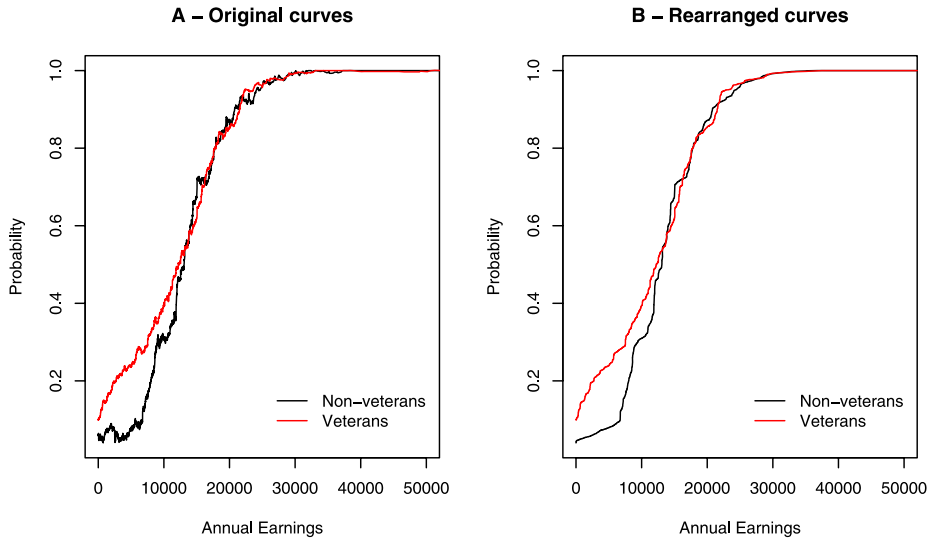 A – Original curves
Probability
1.0
0.8
0.6
0.4
0.2
Non−veterans
Veterans
0 10000 20000 30000 40000 50000
Annual Earnings
B – Rearranged curves
Probability
1.0
0.8
0.6
0.4
0.2
Non−veterans
Veterans
0 10000 20000 30000 40000 50000
Annual Earnings